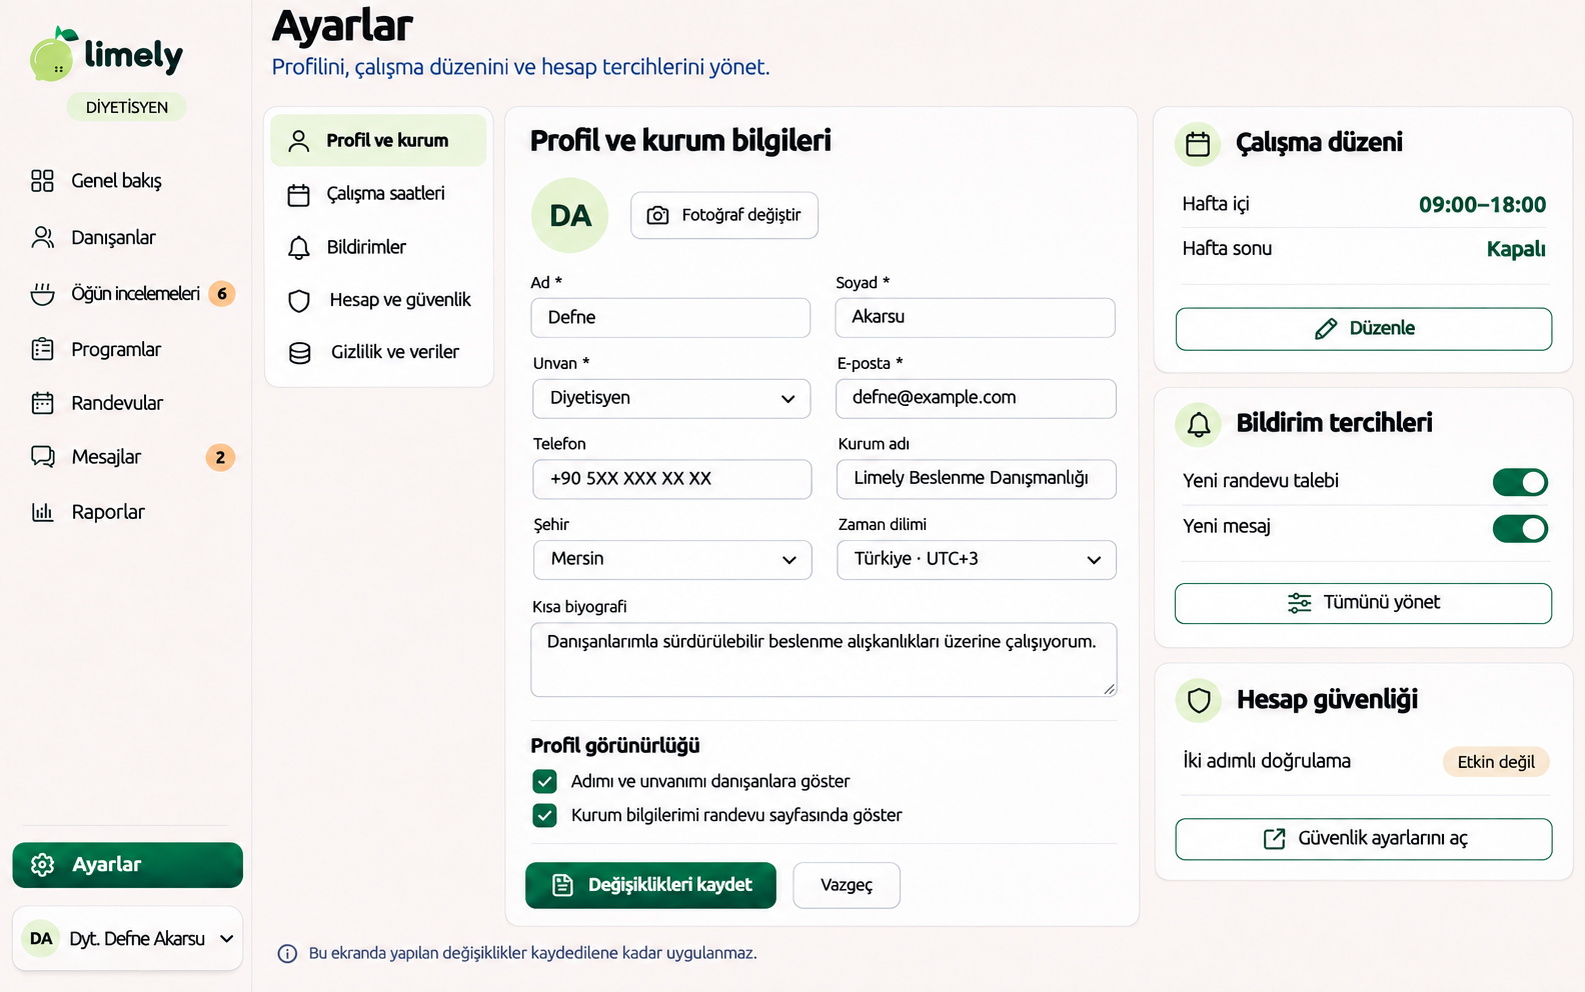 limely
DİYETİSYEN
Genel bakış
Danışanlar
Öğün incelemeleri 6
Programlar
Randevular
Mesajlar 2
Raporlar
Ayarlar
DA Dyt. Defne Akarsu
Ayarlar
Profilini, çalışma düzenini ve hesap tercihlerini yönet.
Profil ve kurum
Çalışma saatleri
Bildirimler
Hesap ve güvenlik
Gizlilik ve veriler
Profil ve kurum bilgileri
DA Fotoğraf değiştir
Ad * Soyad *
Defne Akarsu
Unvan * E-posta *
Diyetisyen defne@example.com
Telefon Kurum adı
+90 5XX XXX XX XX Limely Beslenme Danışmanlığı
Şehir Zaman dilimi
Mersin Türkiye · UTC+3
Kısa biyografi
Danışanlarımla sürdürülebilir beslenme alışkanlıkları üzerine çalışıyorum.
Profil görünürlüğü
Adımı ve unvanımı danışanlara göster
Kurum bilgilerimi randevu sayfasında göster
Değişiklikleri kaydet Vazgeç
Bu ekranda yapılan değişiklikler kaydedilene kadar uygulanmaz.
Çalışma düzeni
Hafta içi 09:00–18:00
Hafta sonu Kapalı
Düzenle
Bildirim tercihleri
Yeni randevu talebi
Yeni mesaj
Tümünü yönet
Hesap güvenliği
İki adımlı doğrulama Etkin değil
Güvenlik ayarlarını aç